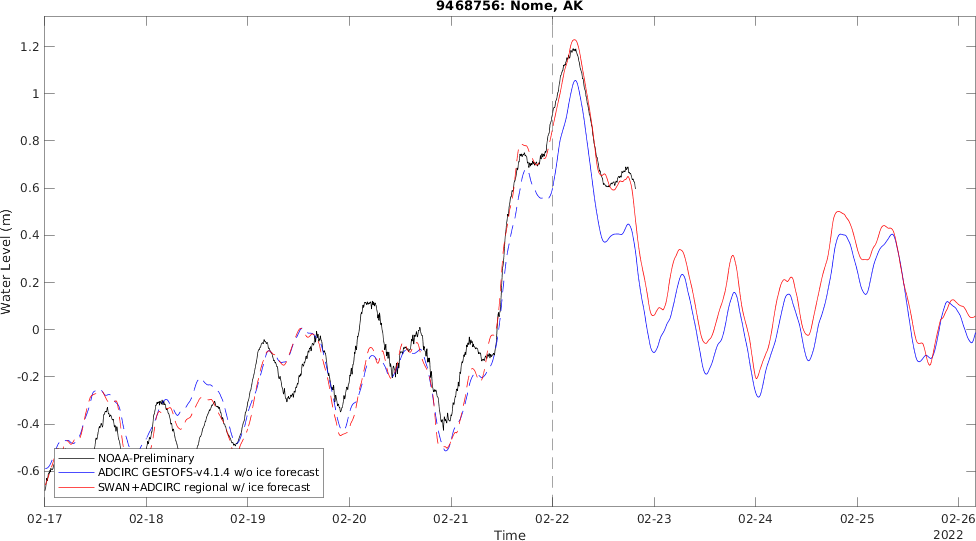 9468756: Nome, AK
1.2
1
0.8
0.6
0.4
0.2
0
-0.2
-0.4
-0.6
Water Level (m)
NOAA-Preliminary
ADCIRC GESTOFS-v4.1.4 w/o ice forecast
SWAN+ADCIRC regional w/ ice forecast
02-17 02-18 02-19 02-20 02-21 02-22 02-23 02-24 02-25 02-26
Time
2022